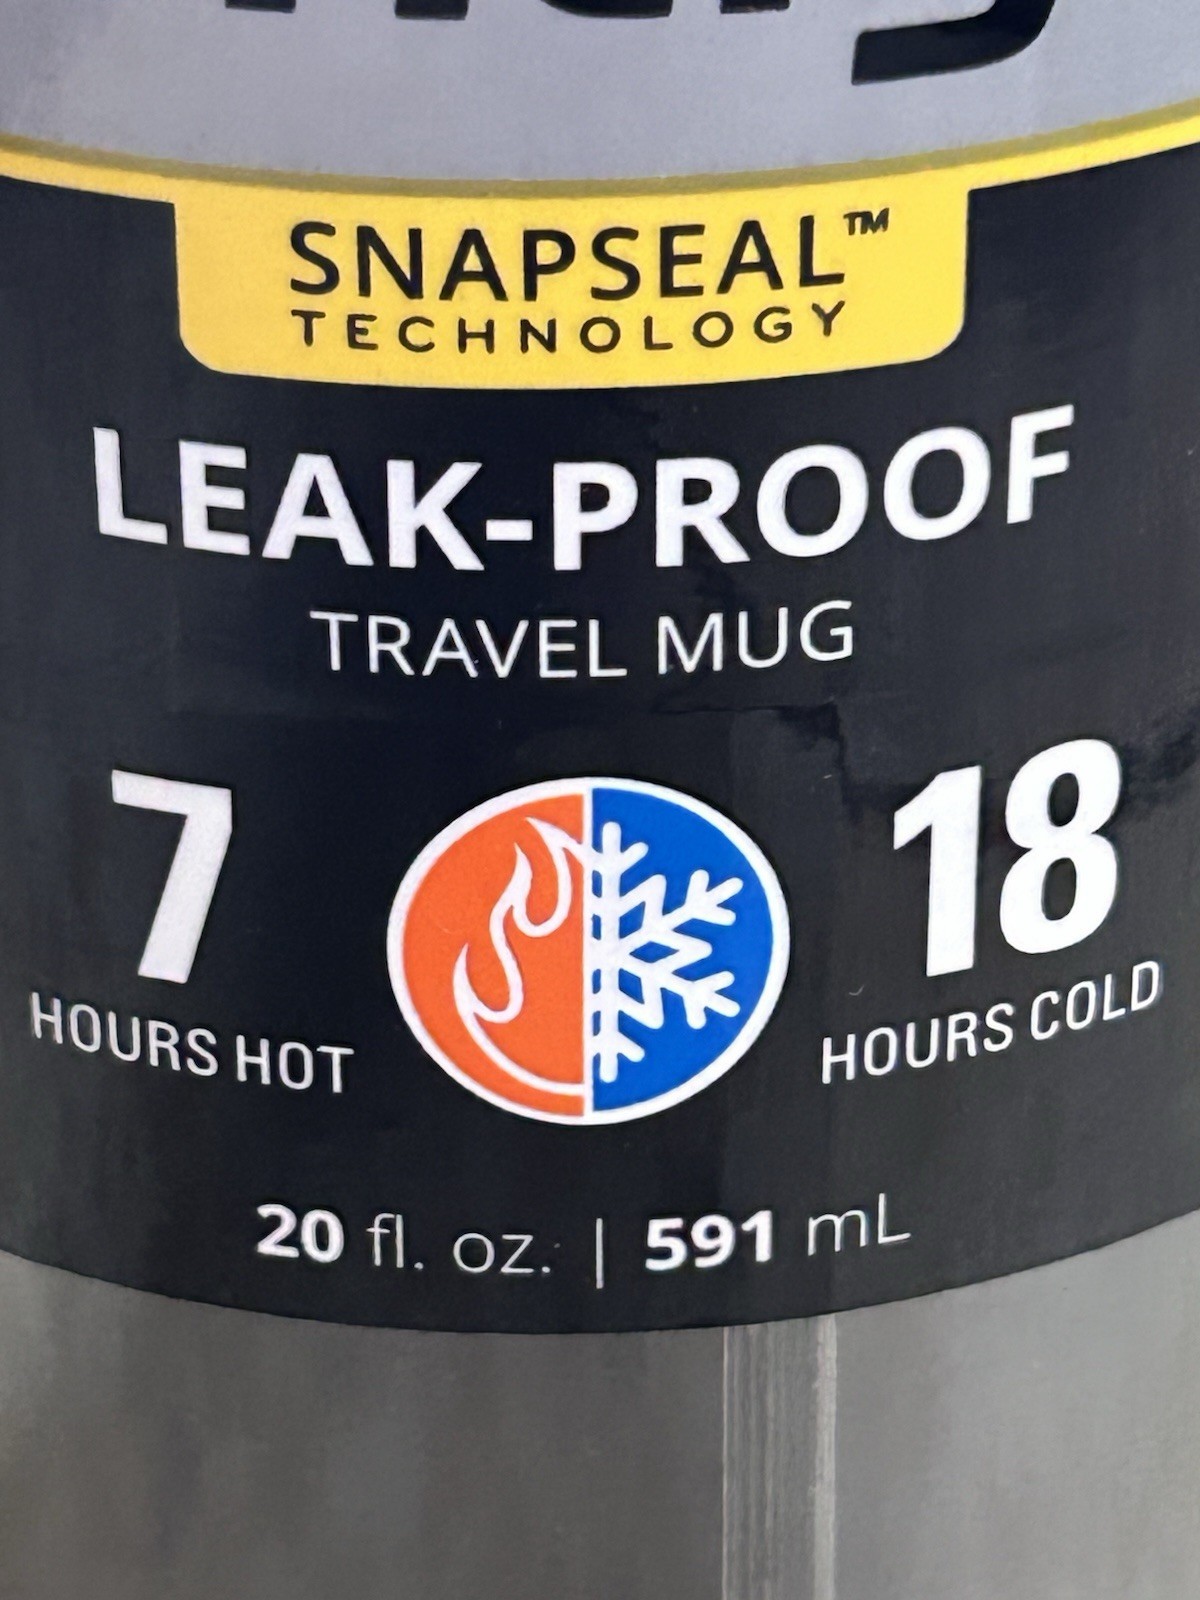 SNAPSEAL™
TECHNOLOGY
LEAK-PROOF
TRAVEL MUG
7
HOURS HOT
18
HOURS COLD
20 fl. oz. | 591 mL